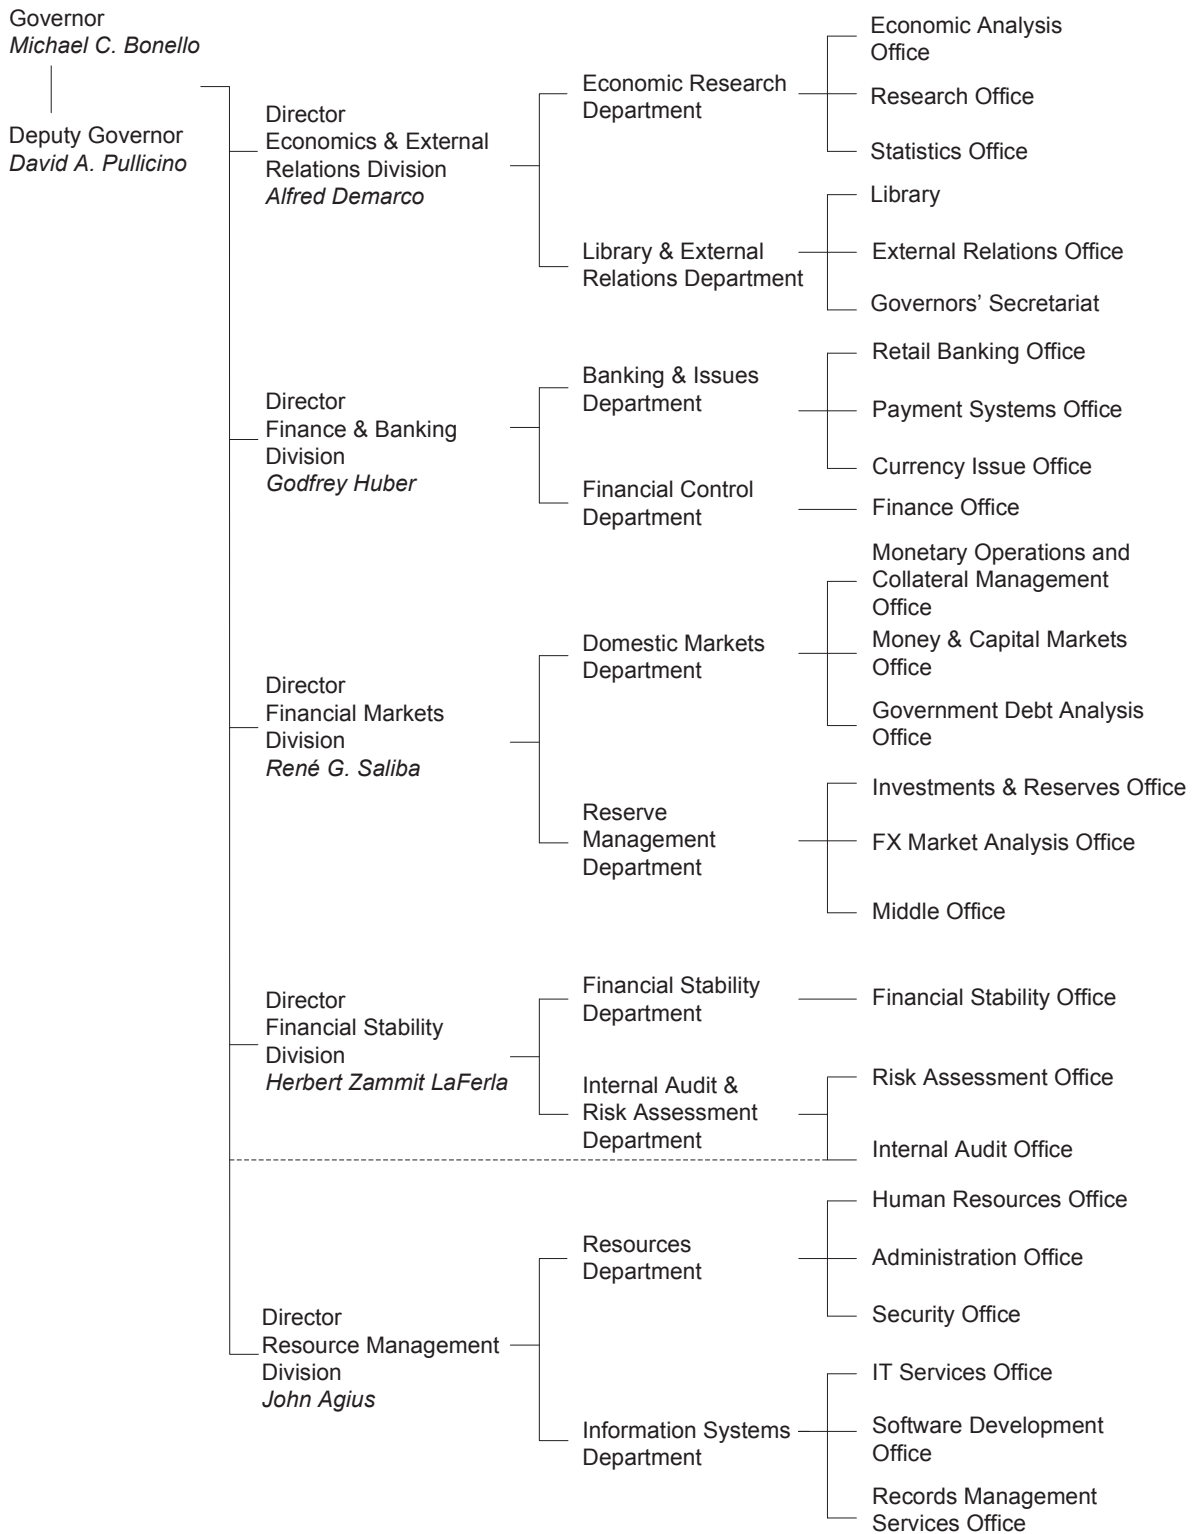 Governor
Michael C. Bonello
Deputy Governor
David A. Pullicino
Director
Economics & External
Relations Division
Alfred Demarco
Economic Research
Department
Economic Analysis
Office
Research Office
Statistics Office
Library & External
Relations Department
Library
External Relations Office
Governors’ Secretariat
Director
Finance & Banking
Division
Godfrey Huber
Banking & Issues
Department
Retail Banking Office
Payment Systems Office
Currency Issue Office
Financial Control
Department
Finance Office
Director
Financial Markets
Division
René G. Saliba
Domestic Markets
Department
Monetary Operations and
Collateral Management
Office
Money & Capital Markets
Office
Government Debt Analysis
Office
Reserve
Management
Department
Investments & Reserves Office
FX Market Analysis Office
Middle Office
Director
Financial Stability
Division
Herbert Zammit LaFerla
Financial Stability
Department
Financial Stability Office
Internal Audit &
Risk Assessment
Department
Risk Assessment Office
Internal Audit Office
Director
Resource Management
Division
John Agius
Resources
Department
Human Resources Office
Administration Office
Security Office
Information Systems
Department
IT Services Office
Software Development
Office
Records Management
Services Office